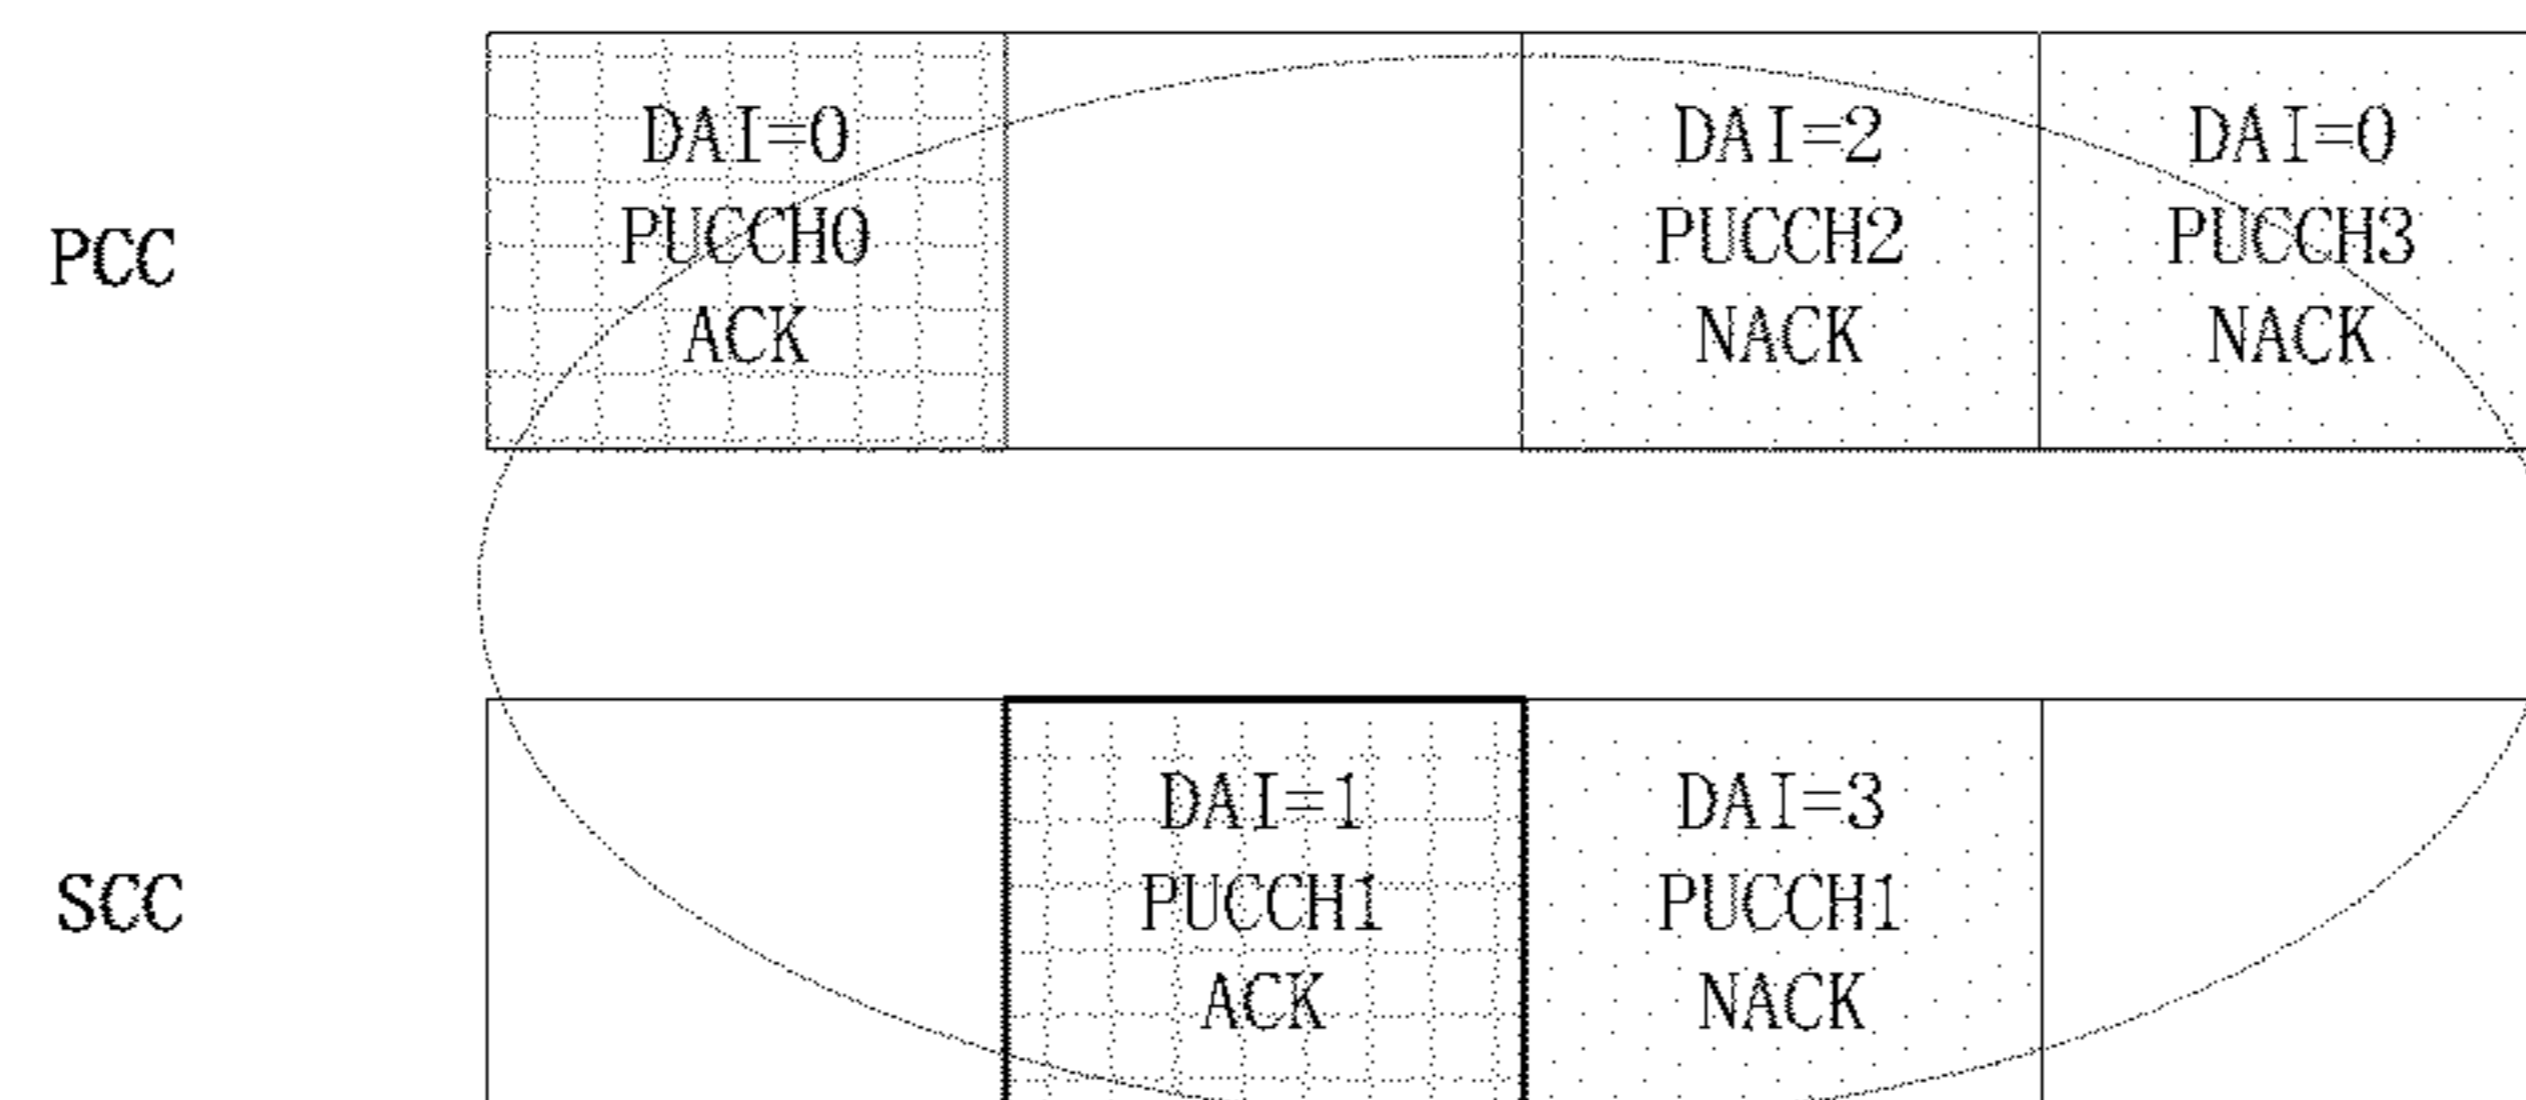 PCC
DAI=0
PUCCH0
ACK
DAI=2
PUCCH2
NACK
DAI=0
PUCCH3
NACK
SCC
DAI=1
PUCCH1
ACK
DAI=3
PUCCH1
NACK